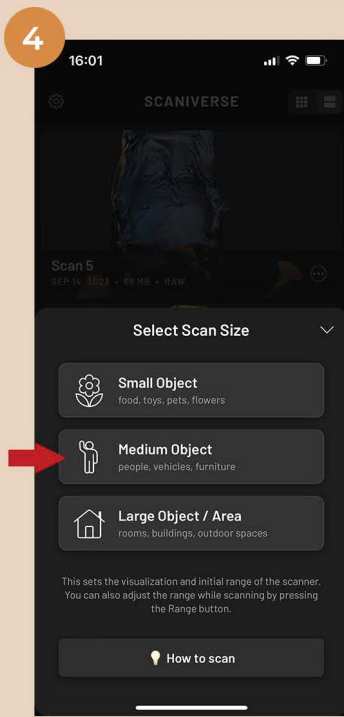 4
16:01
SCANIVERSE
Scan 5
SEP 14, 2023 • 59 MB • RAW
Select Scan Size
Small Object
food, toys, pets, flowers
Medium Object
people, vehicles, furniture
Large Object / Area
rooms, buildings, outdoor spaces
This sets the visualization and initial range of the scanner.
You can also adjust the range while scanning by pressing
the Range button.
How to scan